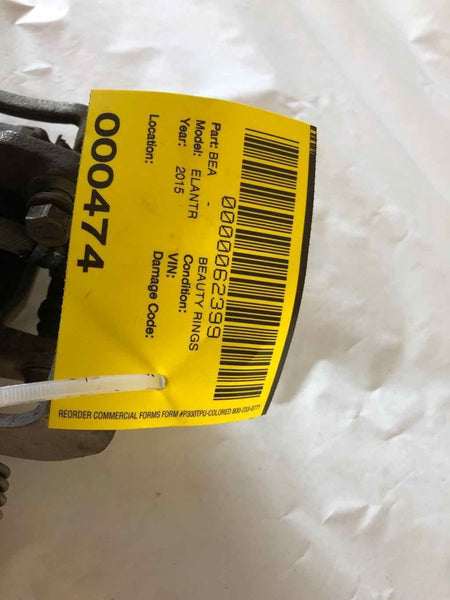 0000062399
Part: BEA - BEAUTY RINGS
Model: ELANTR Condition:
Year: 2015 VIN:
Location: Damage Code:
000474
REORDER COMMERCIAL FORMS FORM #P300TPU-COLORED 800-233-0771